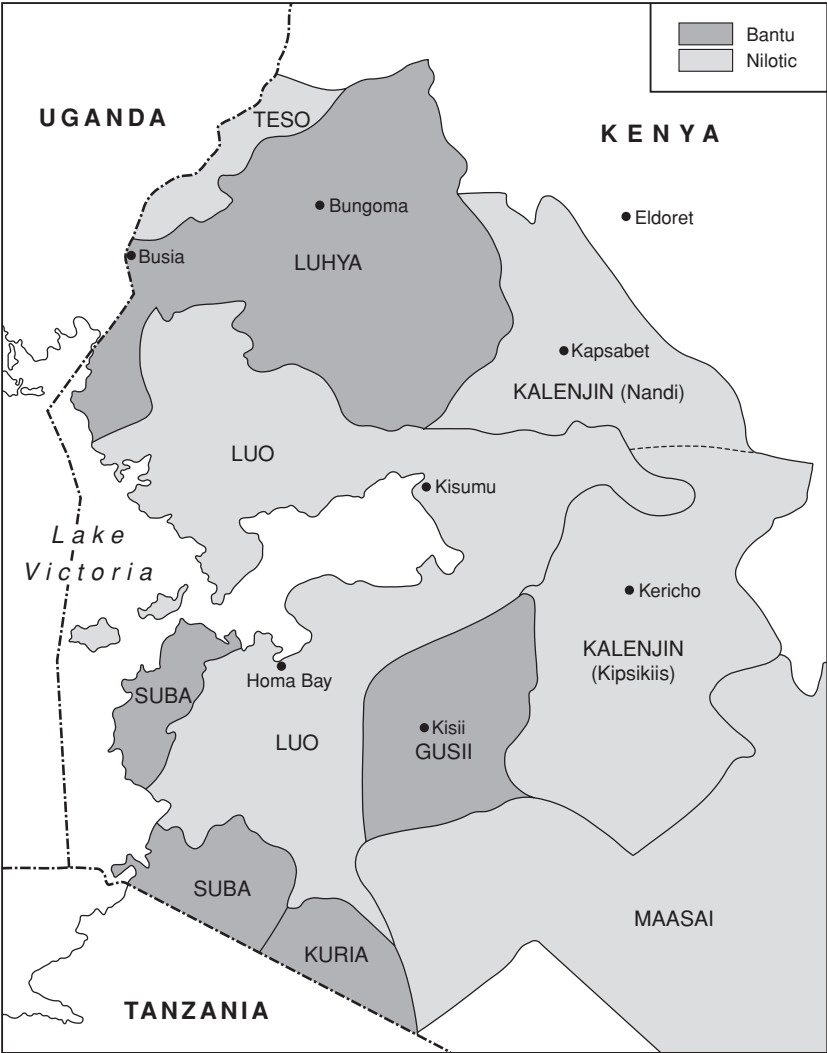 Bantu
Nilotic
UGANDA
TESO
KENYA
Bungoma
Eldoret
Busia
LUHYA
Kapsabet
KALENJIN (Nandi)
LUO
Kisumu
Lake
Victoria
Kericho
KALENJIN
(Kipsikiis)
Homa Bay
SUBA
Kisii
LUO
GUSII
SUBA
MAASAI
KURIA
TANZANIA